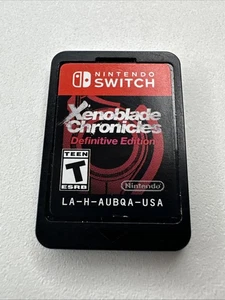 NINTENDO
SWITCH
Xenoblade
Chronicles
Definitive Edition
TEEN
T
ESRB
Nintendo
LA-H-AUBQA-USA